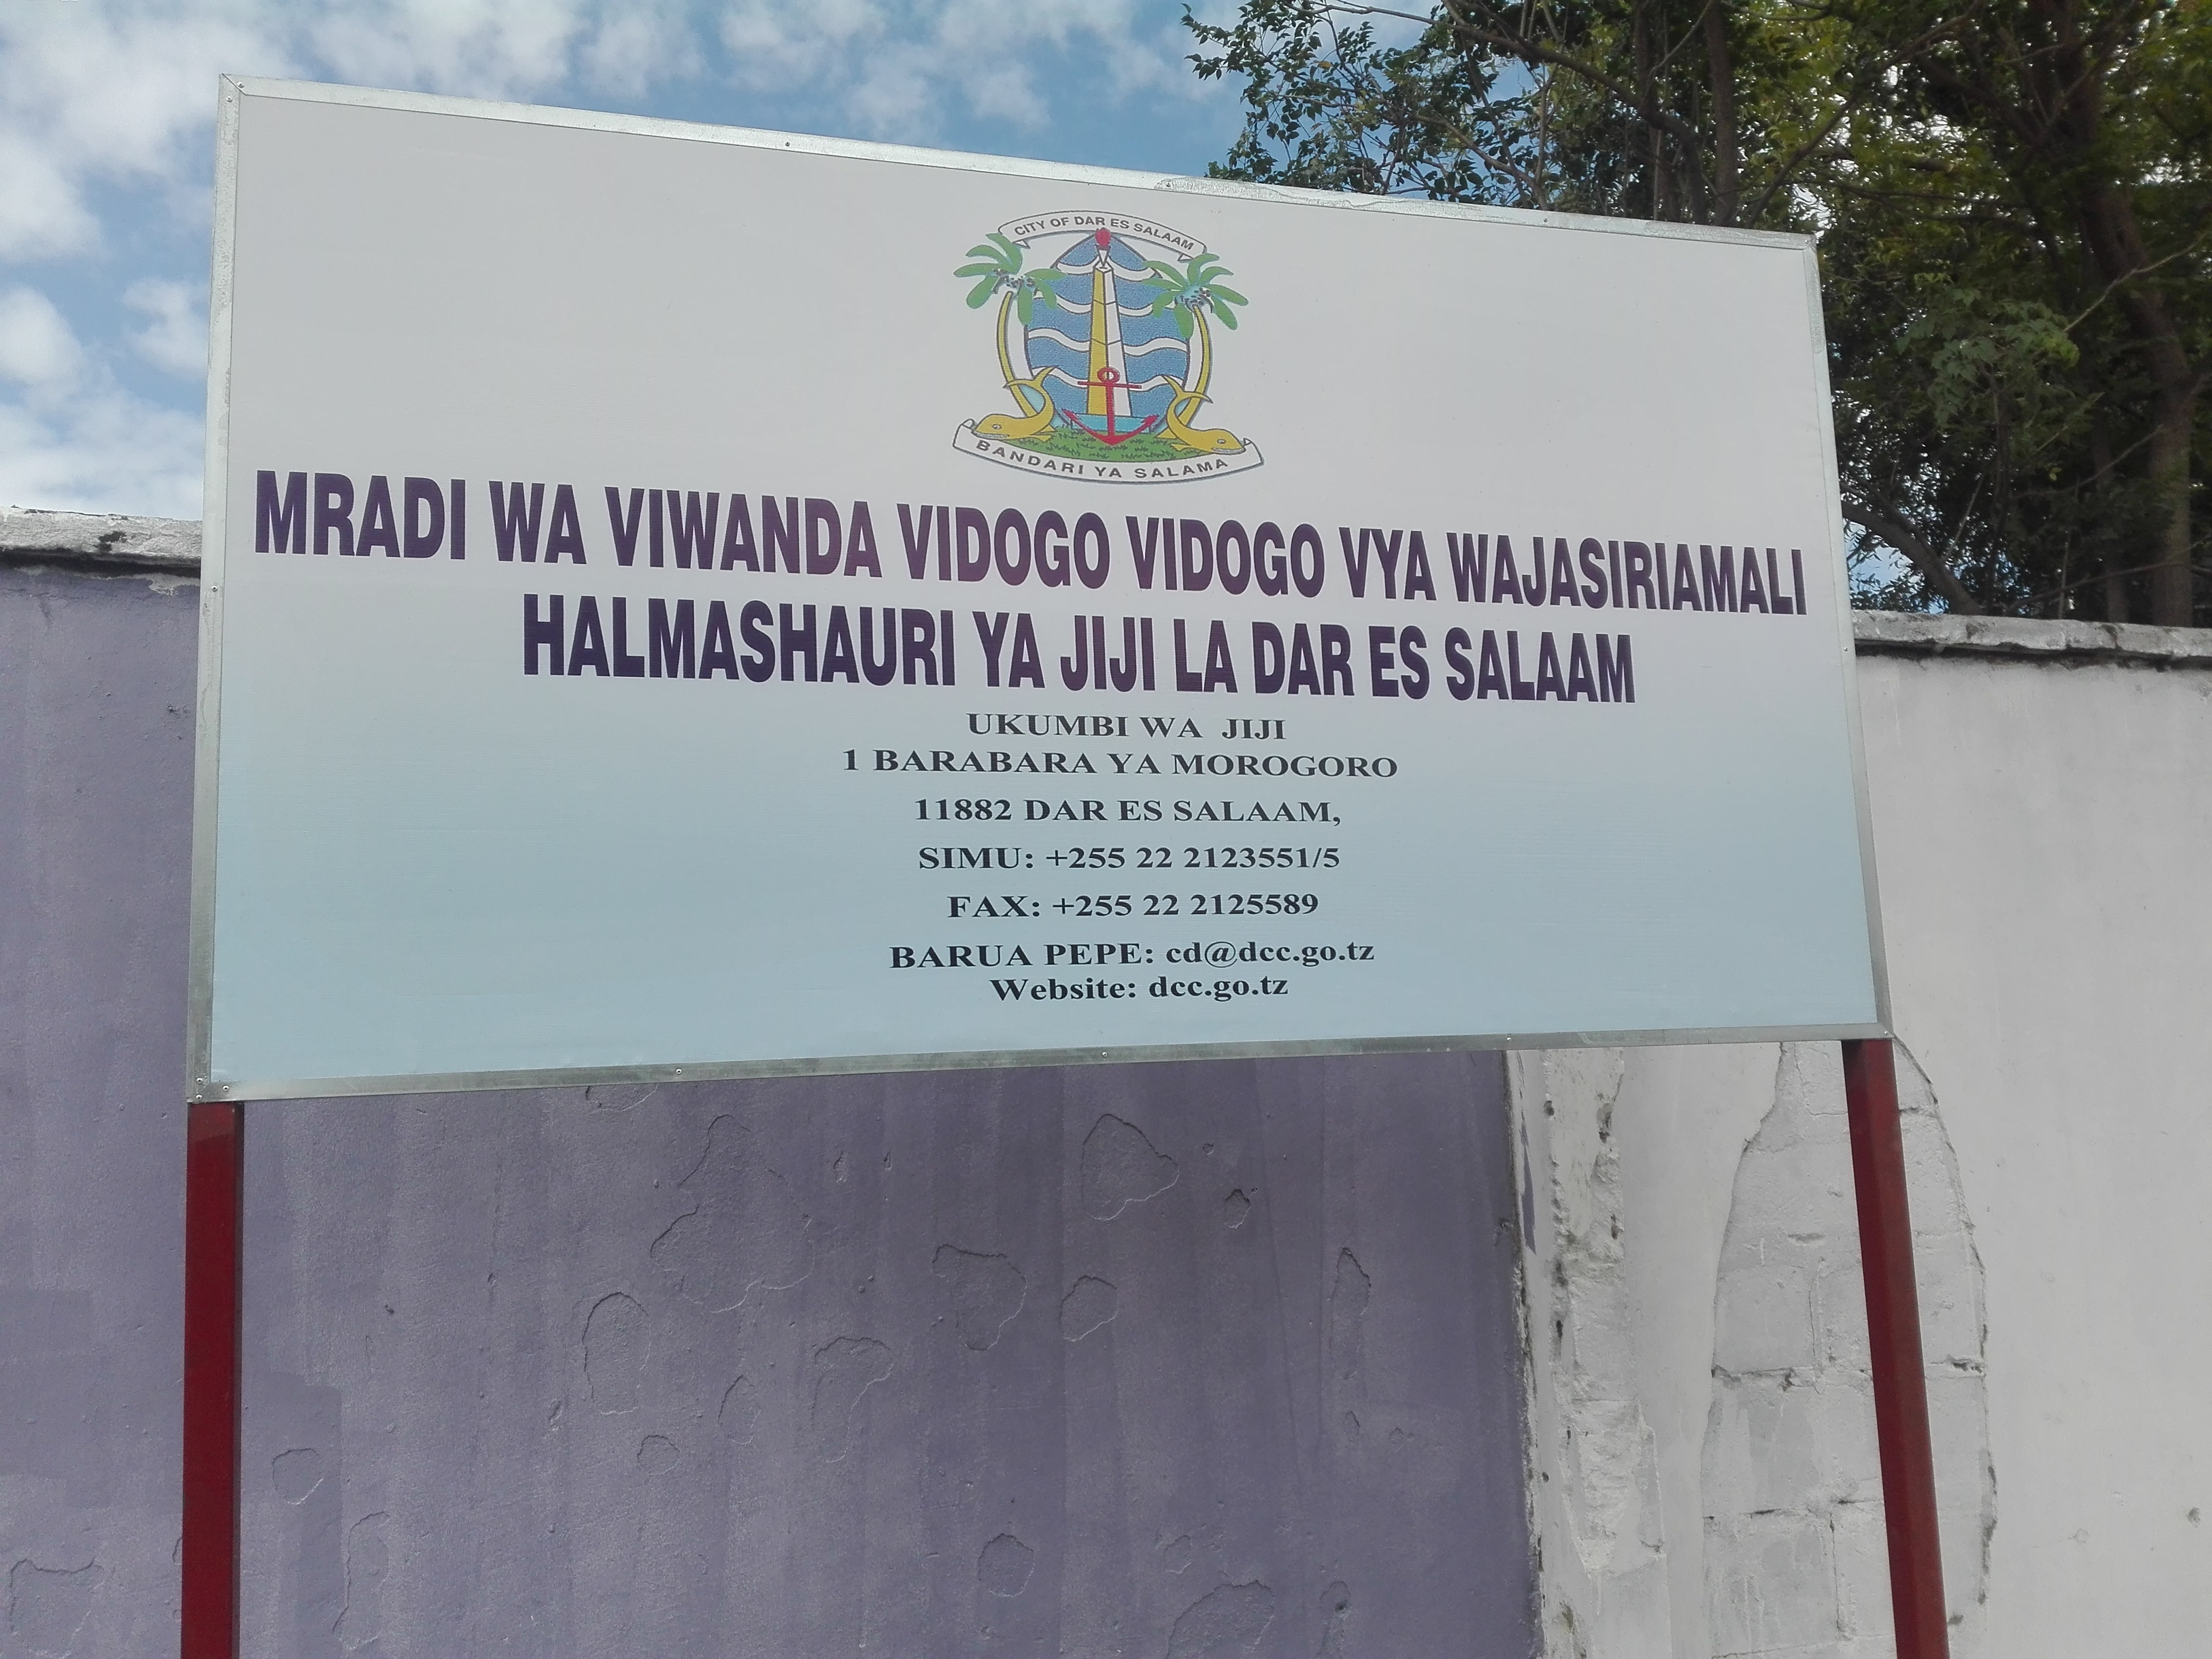 CITY OF DAR ES SALAAM
BANDARI YA SALAMA
MRADI WA VIWANDA VIDOGO VIDOGO VYA WAJASIRIAMALI
HALMASHAURI YA JIJI LA DAR ES SALAAM
UKUMBI WA JIJI
1 BARABARA YA MOROGORO
11882 DAR ES SALAAM,
SIMU: +255 22 2123551/5
FAX: +255 22 2125589
BARUA PEPE: cd@dcc.go.tz
Website: dcc.go.tz